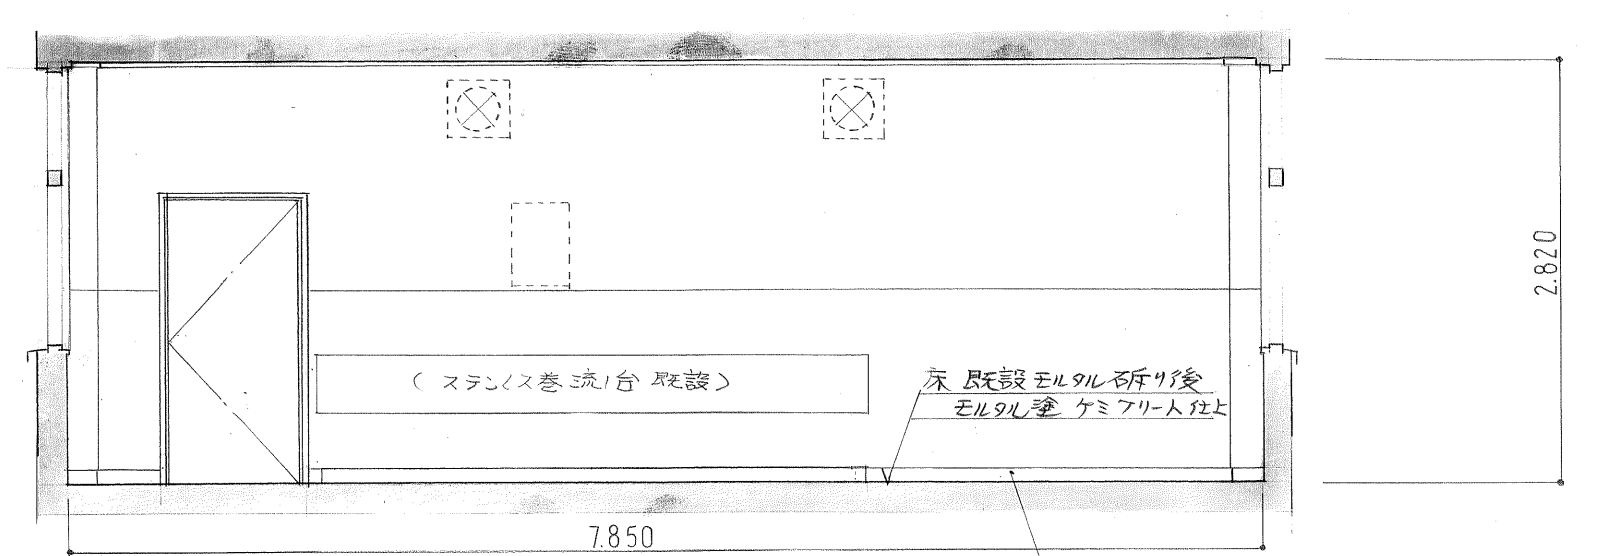 2.820
(ステンレス巻流し台 既設)
床 既設モルタル斫り後
モルタル塗 ケミクリート仕上
7.850